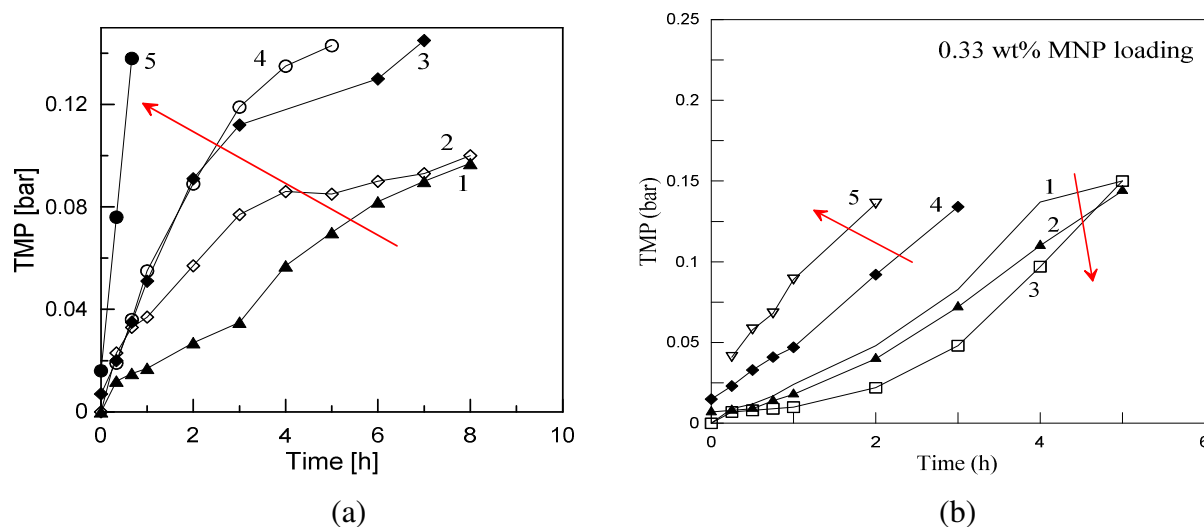 5
4
3
2
1
0.12
0.08
0.04
0
TMP [bar]
0 2 4 6 8 10
Time [h]
(a)
0.33 wt% MNP loading
0.25
0.2
0.15
0.1
0.05
0
TMP (bar)
5
4
1
2
3
0 2 4 6
Time (h)
(b)